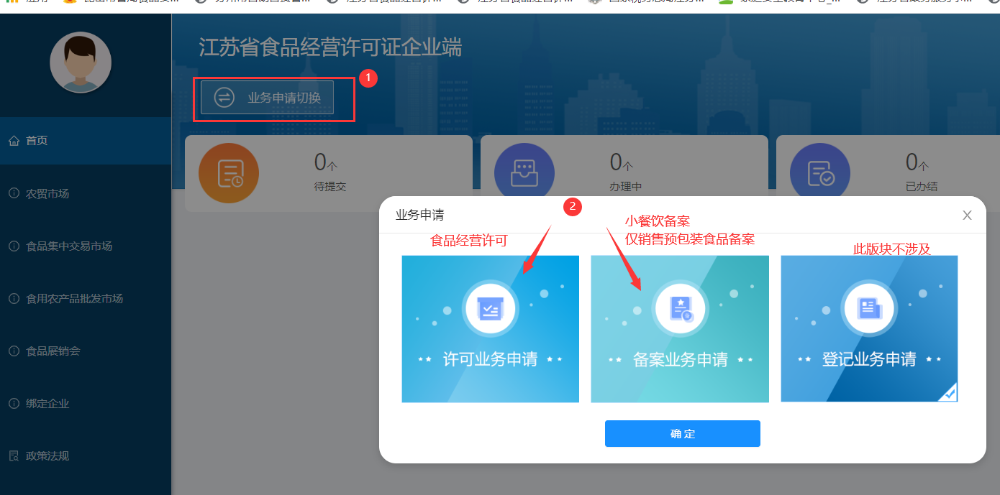 应用
江苏省食品经营许可证企业端
1
业务申请切换
首页
0个
待提交
0个
办理中
0个
已办结
农贸市场
食品集中交易市场
食用农产品批发市场
食品展销会
绑定企业
政策法规
业务申请
2
X
食品经营许可
小餐饮备案
仅销售预包装食品备案
此版块不涉及
许可业务申请
备案业务申请
登记业务申请
确 定